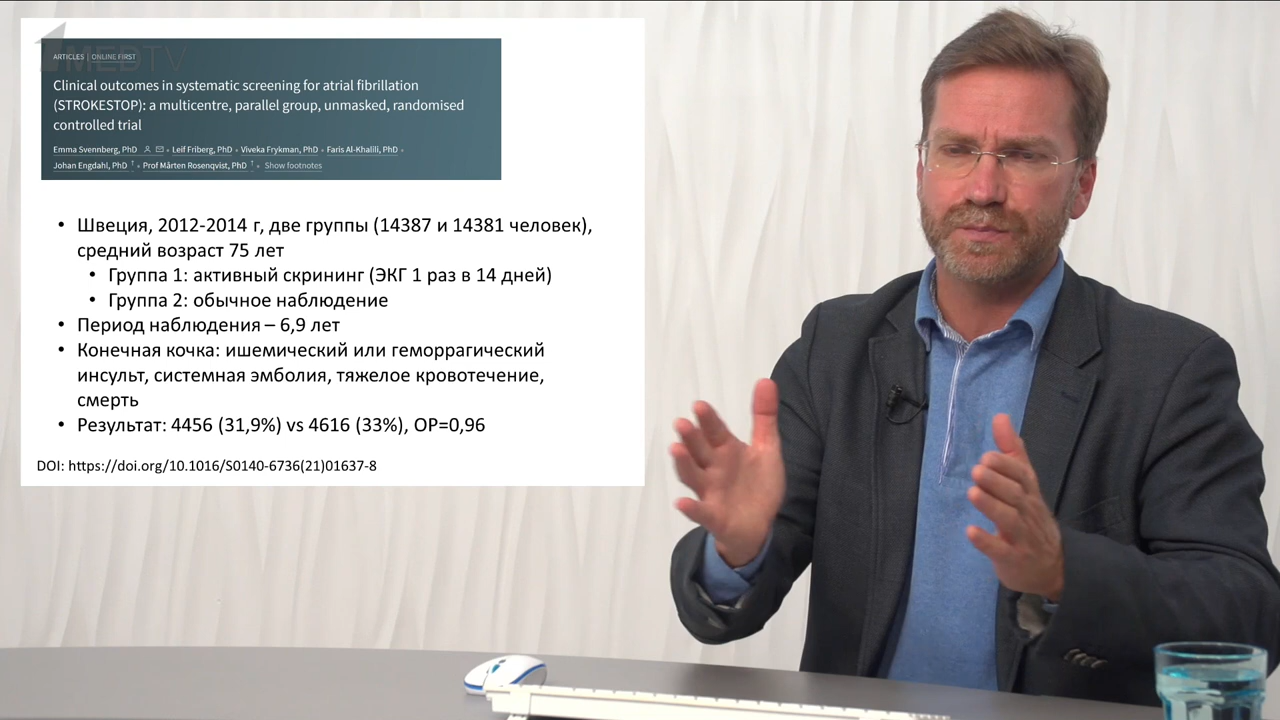 1MEDTV
ARTICLES | ONLINE FIRST
Clinical outcomes in systematic screening for atrial fibrillation
(STROKESTOP): a multicentre, parallel group, unmasked, randomised
controlled trial
Emma Svennberg, PhD • Leif Friberg, PhD • Viveka Frykman, PhD • Faris Al-Khalili, PhD •
Johan Engdahl, PhD † • Prof Mårten Rosenqvist, PhD † • Show footnotes
• Швеция, 2012-2014 г, две группы (14387 и 14381 человек),
средний возраст 75 лет
• Группа 1: активный скрининг (ЭКГ 1 раз в 14 дней)
• Группа 2: обычное наблюдение
• Период наблюдения – 6,9 лет
• Конечная кочка: ишемический или геморрагический
инсульт, системная эмболия, тяжелое кровотечение,
смерть
• Результат: 4456 (31,9%) vs 4616 (33%), ОР=0,96
DOI: https://doi.org/10.1016/S0140-6736(21)01637-8